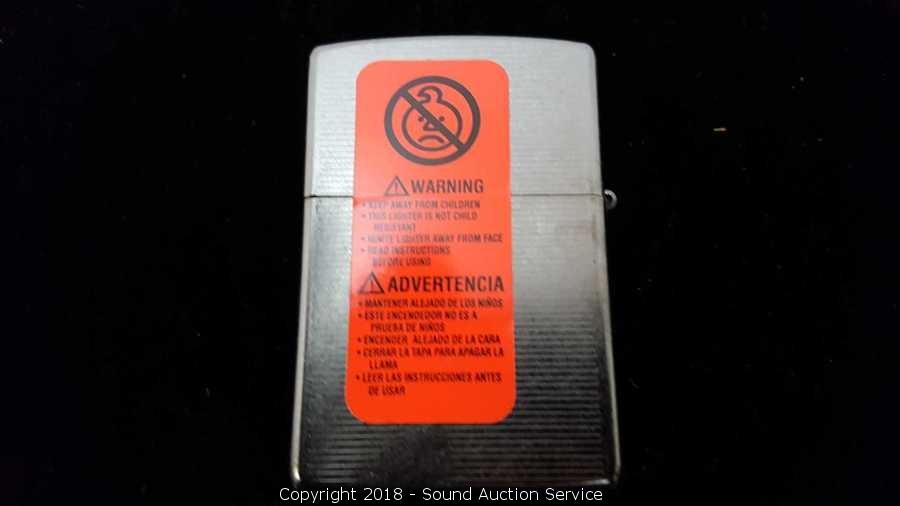 ⚠ WARNING
• KEEP AWAY FROM CHILDREN
• THIS LIGHTER IS NOT CHILD
RESISTANT
• IGNITE LIGHTER AWAY FROM FACE
• READ INSTRUCTIONS
BEFORE USING
⚠ ADVERTENCIA
• MANTENER ALEJADO DE LOS NIÑOS
• ESTE ENCENDEDOR NO ES A
PRUEBA DE NIÑOS
• ENCENDER ALEJADO DE LA CARA
• CERRAR LA TAPA PARA APAGAR LA
LLAMA
• LEER LAS INSTRUCCIONES ANTES
DE USAR
Copyright 2018 - Sound Auction Service